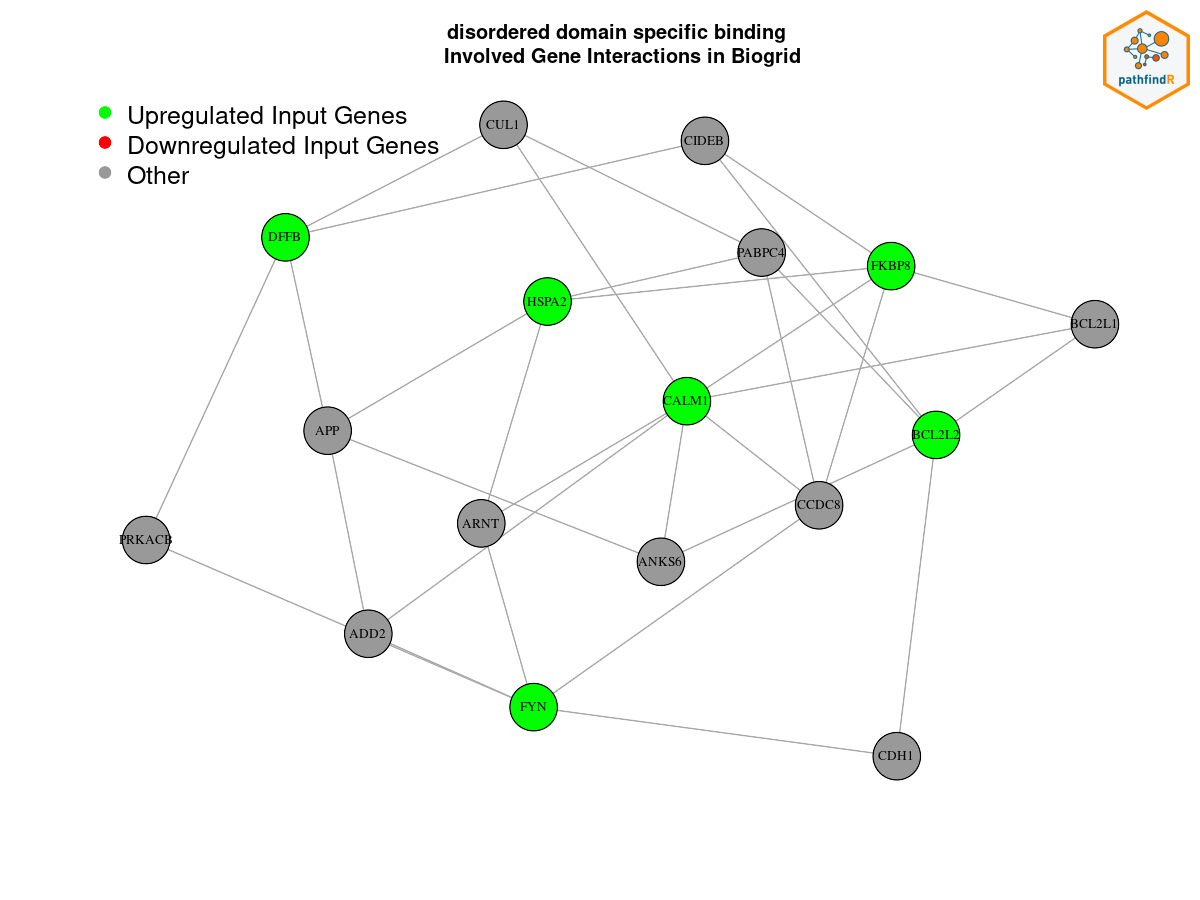 disordered domain specific binding
Involved Gene Interactions in Biogrid
pathfindR
Upregulated Input Genes
Downregulated Input Genes
Other
CUL1
CIDEB
DFFB
PABPC4
FKBP8
HSPA2
BCL2L1
CALM1
APP
BCL2L2
CCDC8
ARNT
PRKACB
ANKS6
ADD2
FYN
CDH1